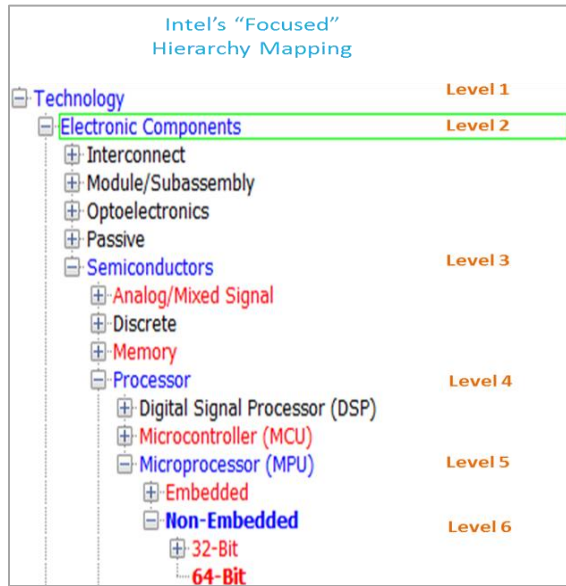 Intel's “Focused”
Hierarchy Mapping
Technology Level 1
Electronic Components Level 2
Interconnect
Module/Subassembly
Optoelectronics
Passive
Semiconductors Level 3
Analog/Mixed Signal
Discrete
Memory
Processor Level 4
Digital Signal Processor (DSP)
Microcontroller (MCU)
Microprocessor (MPU) Level 5
Embedded
Non-Embedded Level 6
32-Bit
64-Bit